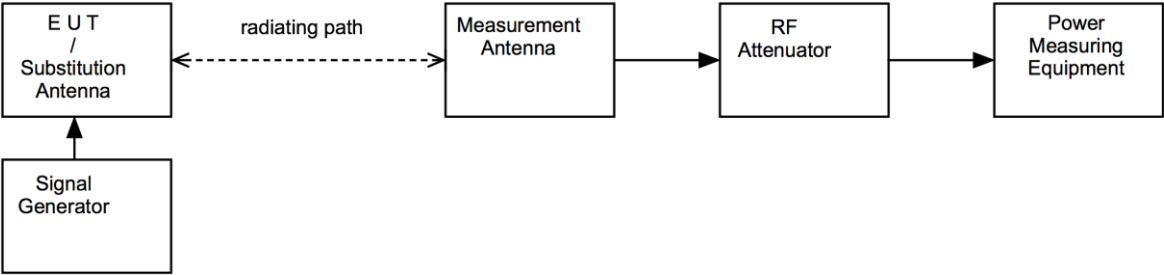 E U T
/
Substitution
Antenna
radiating path
Measurement
Antenna
RF
Attenuator
Power
Measuring
Equipment
Signal
Generator